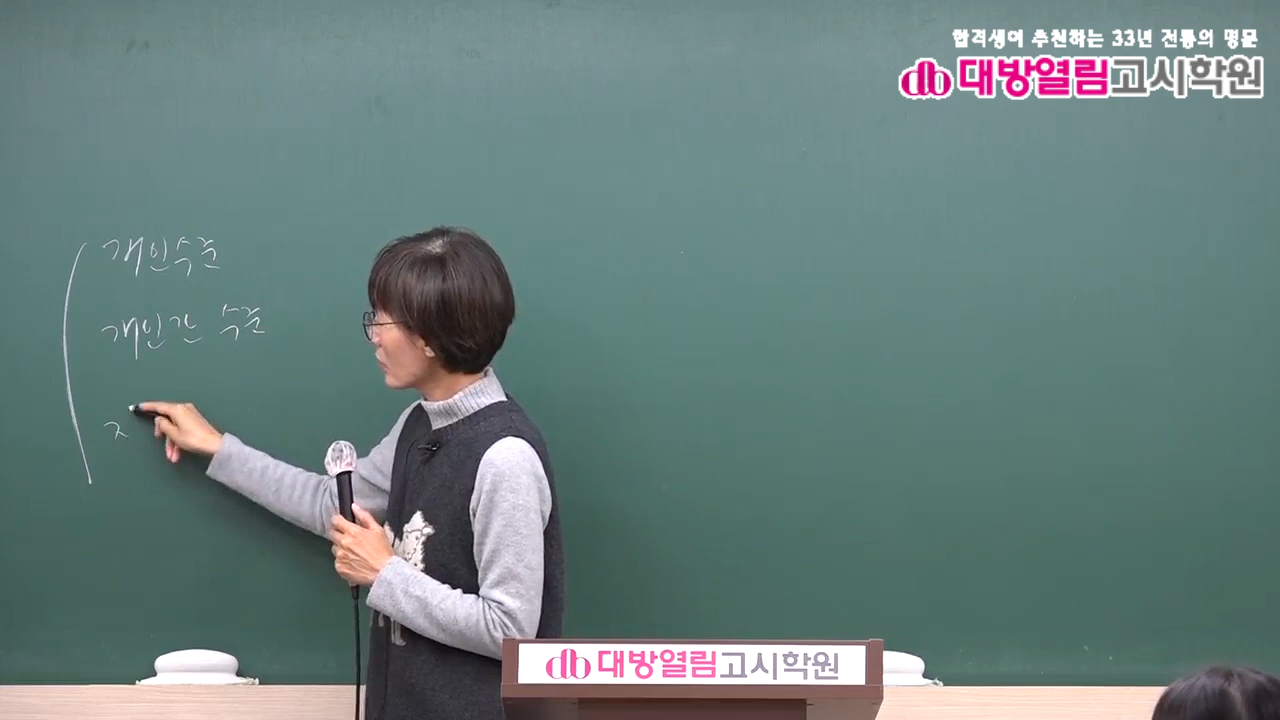 합격생이 추천하는 33년 전통의 명문
대방열림고시학원
개인수준
개인간 수준
ㅈ
대방열림고시학원